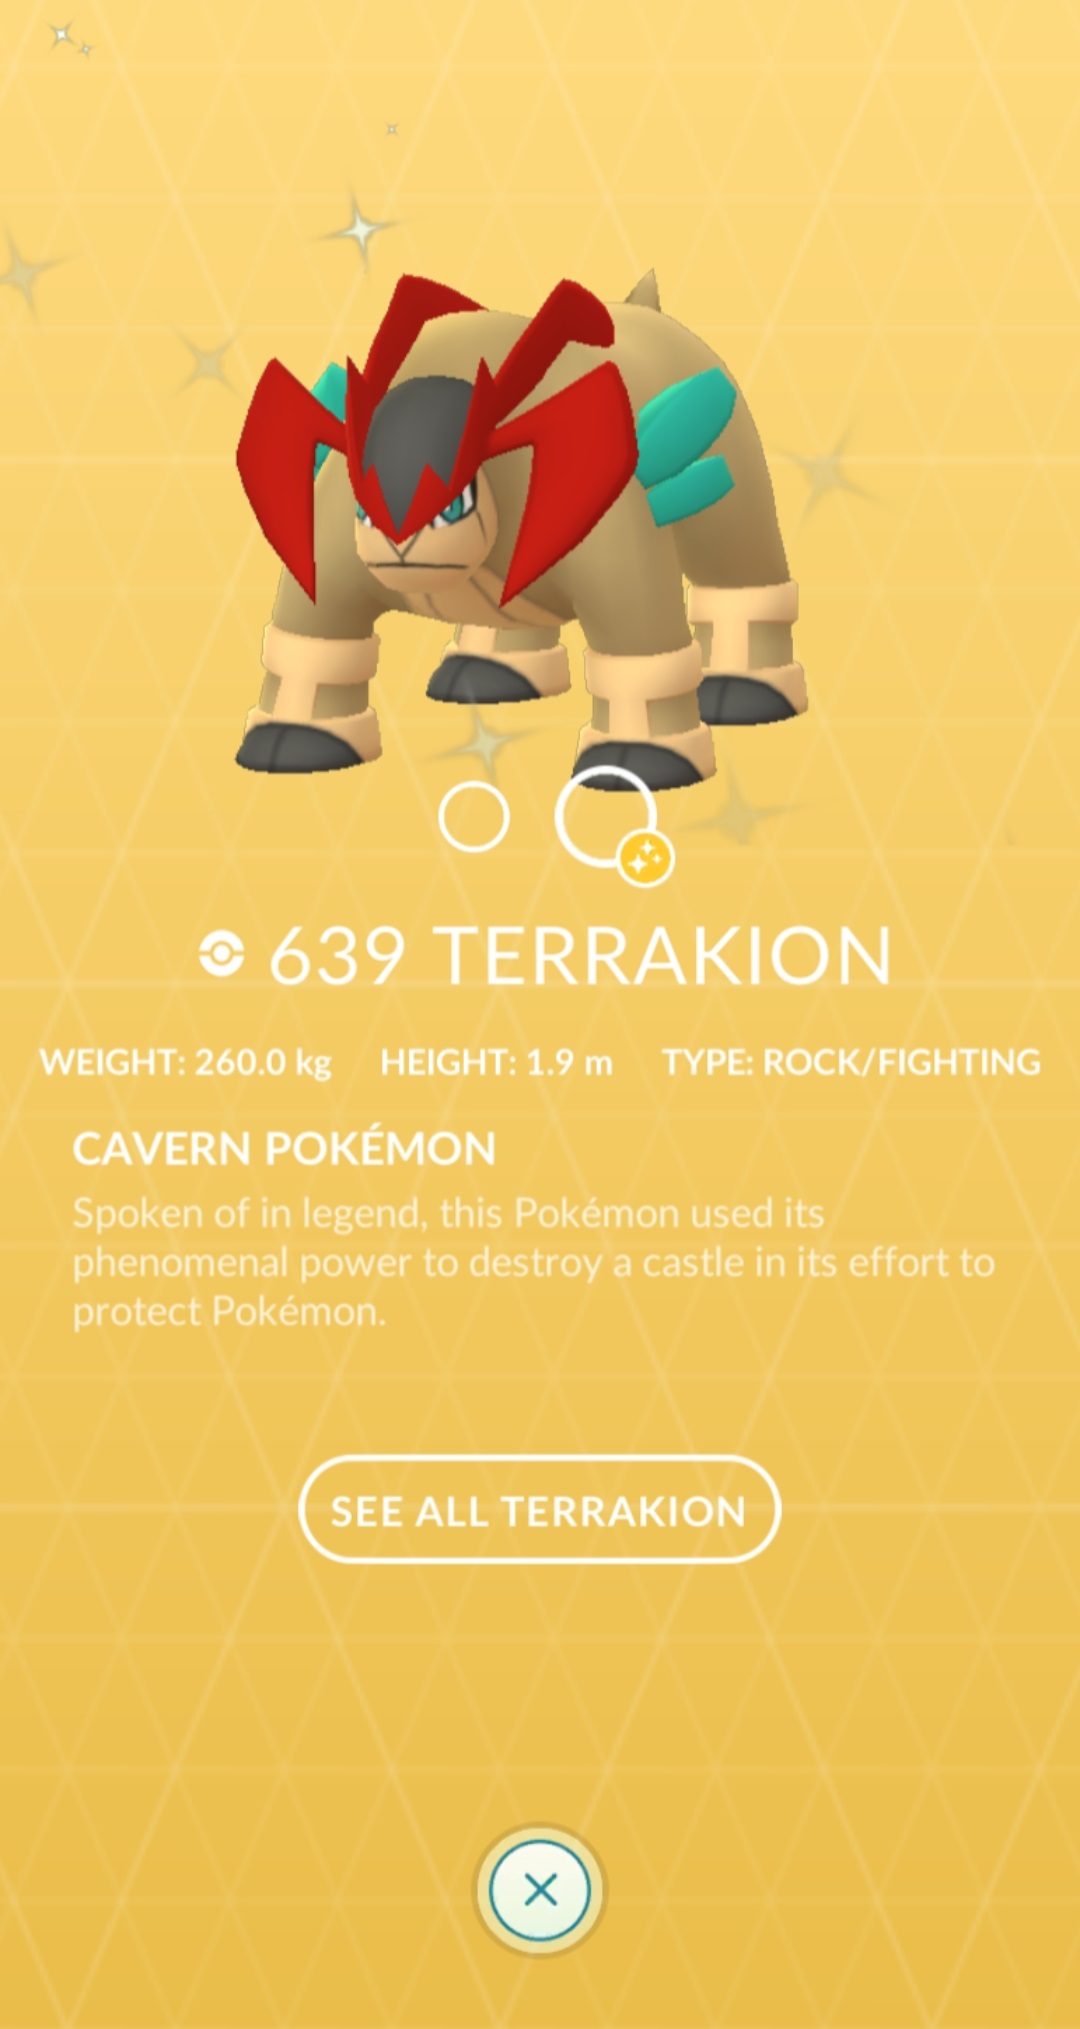 639 TERRAKION
WEIGHT: 260.0 kg HEIGHT: 1.9 m TYPE: ROCK/FIGHTING
CAVERN POKÉMON
Spoken of in legend, this Pokémon used its
phenomenal power to destroy a castle in its effort to
protect Pokémon.
SEE ALL TERRAKION